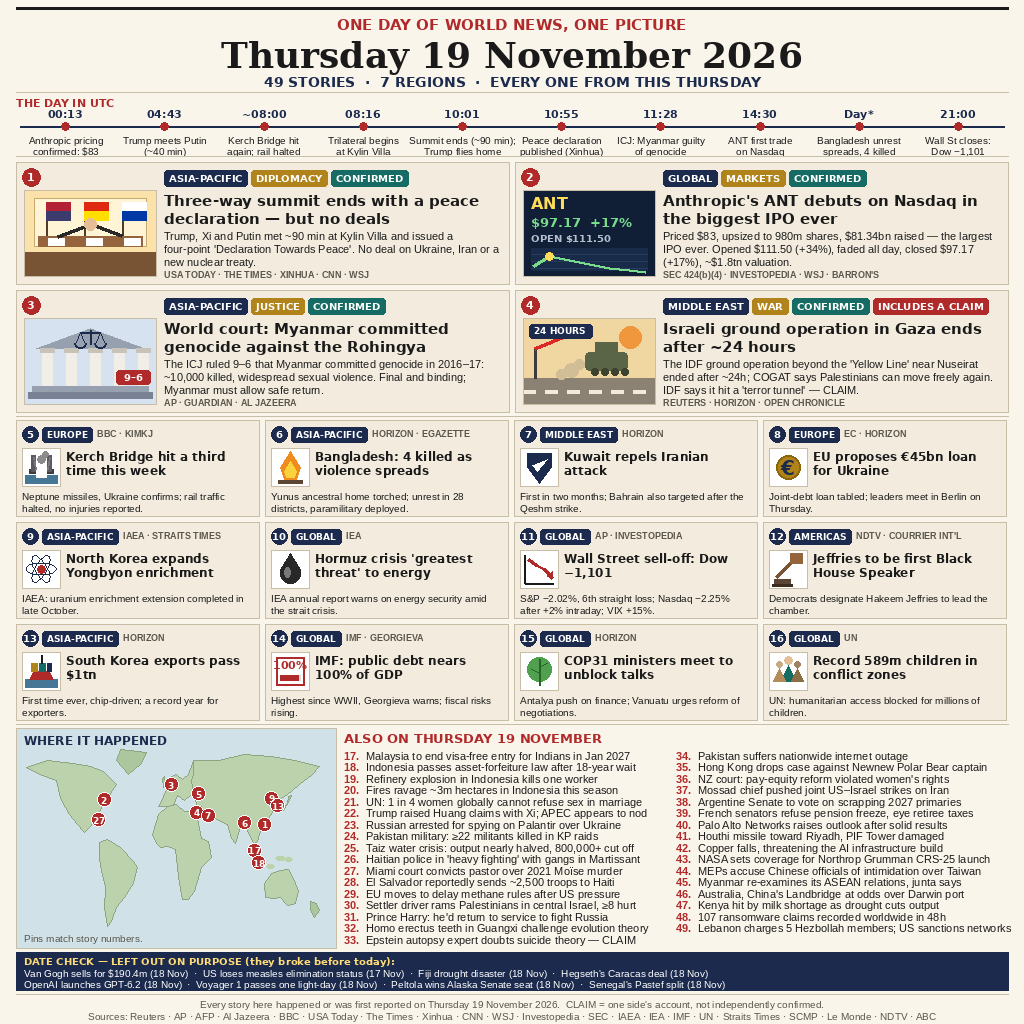 ONE DAY OF WORLD NEWS, ONE PICTURE
Thursday 19 November 2026
49 STORIES · 7 REGIONS · EVERY ONE FROM THIS THURSDAY
THE DAY IN UTC
00:13
Anthropic pricing
confirmed: $83
04:43
Trump meets Putin
(~40 min)
~08:00
Kerch Bridge hit
again; rail halted
08:16
Trilateral begins
at Kylin Villa
10:01
Summit ends (~90 min);
Trump flies home
10:55
Peace declaration
published (Xinhua)
11:28
ICJ: Myanmar guilty
of genocide
14:30
ANT first trade
on Nasdaq
Day*
Bangladesh unrest
spreads, 4 killed
21:00
Wall St closes:
Dow −1,101
1
ASIA-PACIFIC DIPLOMACY CONFIRMED
Three-way summit ends with a peace
declaration — but no deals
Trump, Xi and Putin met ~90 min at Kylin Villa and issued a
four-point 'Declaration Towards Peace'. No deal on Ukraine, Iran or a
new nuclear treaty.
USA TODAY · THE TIMES · XINHUA · CNN · WSJ
2
GLOBAL MARKETS CONFIRMED
ANT
$97.17 +17%
OPEN $111.50
Anthropic's ANT debuts on Nasdaq in
the biggest IPO ever
Priced $83, upsized to 980m shares, $81.34bn raised — the largest
IPO ever. Opened $111.50 (+34%), faded all day, closed $97.17
(+17%), ~$1.8tn valuation.
SEC 424(b)(4) · INVESTOPEDIA · WSJ · BARRON'S
3
ASIA-PACIFIC JUSTICE CONFIRMED
9–6
World court: Myanmar committed
genocide against the Rohingya
The ICJ ruled 9–6 that Myanmar committed genocide in 2016–17:
~10,000 killed, widespread sexual violence. Final and binding;
Myanmar must allow safe return.
AP · GUARDIAN · AL JAZEERA
4
MIDDLE EAST WAR CONFIRMED INCLUDES A CLAIM
24 HOURS
Israeli ground operation in Gaza ends
after ~24 hours
The IDF ground operation beyond the 'Yellow Line' near Nuseirat
ended after ~24h; COGAT says Palestinians can move freely again.
IDF says it hit a 'terror tunnel' — CLAIM.
REUTERS · HORIZON · OPEN CHRONICLE
5 EUROPE BBC · KIMKJ
Kerch Bridge hit a third
time this week
Neptune missiles, Ukraine confirms; rail traffic
halted, no injuries reported.
6 ASIA-PACIFIC HORIZON · EGAZETTE
Bangladesh: 4 killed as
violence spreads
Yunus ancestral home torched; unrest in 28
districts, paramilitary deployed.
7 MIDDLE EAST HORIZON
Kuwait repels Iranian
attack
First in two months; Bahrain also targeted after the
Qeshm strike.
8 EUROPE EC · HORIZON
€
EU proposes €45bn loan
for Ukraine
Joint-debt loan tabled; leaders meet in Berlin on
Thursday.
9 ASIA-PACIFIC IAEA · STRAITS TIMES
North Korea expands
Yongbyon enrichment
IAEA: uranium enrichment extension completed in
late October.
10 GLOBAL IEA
Hormuz crisis 'greatest
threat' to energy
IEA annual report warns on energy security amid
the strait crisis.
11 GLOBAL AP · INVESTOPEDIA
Wall Street sell-off: Dow
−1,101
S&P −2.02%, 6th straight loss; Nasdaq −2.25%
after +2% intraday; VIX +15%.
12 AMERICAS NDTV · COURRIER INT'L
Jeffries to be first Black
House Speaker
Democrats designate Hakeem Jeffries to lead the
chamber.
13 ASIA-PACIFIC HORIZON
South Korea exports pass
$1tn
First time ever, chip-driven; a record year for
exporters.
14 GLOBAL IMF · GEORGIEVA
100%
IMF: public debt nears
100% of GDP
Highest since WWII, Georgieva warns; fiscal risks
rising.
15 GLOBAL HORIZON
COP31 ministers meet to
unblock talks
Antalya push on finance; Vanuatu urges reform of
negotiations.
16 GLOBAL UN
Record 589m children in
conflict zones
UN: humanitarian access blocked for millions of
children.
WHERE IT HAPPENED
2
27
3
5
4
7
6
9
13
1
17
18
Pins match story numbers.
ALSO ON THURSDAY 19 NOVEMBER
17. Malaysia to end visa-free entry for Indians in Jan 2027
18. Indonesia passes asset-forfeiture law after 18-year wait
19. Refinery explosion in Indonesia kills one worker
20. Fires ravage ~3m hectares in Indonesia this season
21. UN: 1 in 4 women globally cannot refuse sex in marriage
22. Trump raised Huang claims with Xi; APEC appears to nod
23. Russian arrested for spying on Palantir over Ukraine
24. Pakistan military: ≥22 militants killed in KP raids
25. Taiz water crisis: output nearly halved, 800,000+ cut off
26. Haitian police in 'heavy fighting' with gangs in Martissant
27. Miami court convicts pastor over 2021 Moïse murder
28. El Salvador reportedly sends ~2,500 troops to Haiti
29. EU moves to delay methane rules after US pressure
30. Settler driver rams Palestinians in central Israel, ≥8 hurt
31. Prince Harry: he'd return to service to fight Russia
32. Homo erectus teeth in Guangxi challenge evolution theory
33. Epstein autopsy expert doubts suicide theory — CLAIM
34. Pakistan suffers nationwide internet outage
35. Hong Kong drops case against Newnew Polar Bear captain
36. NZ court: pay-equity reform violated women's rights
37. Mossad chief pushed joint US–Israel strikes on Iran
38. Argentine Senate to vote on scrapping 2027 primaries
39. French senators refuse pension freeze, eye retiree taxes
40. Palo Alto Networks raises outlook after solid results
41. Houthi missile toward Riyadh, PIF Tower damaged
42. Copper falls, threatening the AI infrastructure build
43. NASA sets coverage for Northrop Grumman CRS-25 launch
44. MEPs accuse Chinese officials of intimidation over Taiwan
45. Myanmar re-examines its ASEAN relations, junta says
46. Australia, China's Landbridge at odds over Darwin port
47. Kenya hit by milk shortage as drought cuts output
48. 107 ransomware claims recorded worldwide in 48h
49. Lebanon charges 5 Hezbollah members; US sanctions networks
DATE CHECK — LEFT OUT ON PURPOSE (they broke before today):
Van Gogh sells for $190.4m (18 Nov) · US loses measles elimination status (17 Nov) · Fiji drought disaster (18 Nov) · Hegseth's Caracas deal (18 Nov)
OpenAI launches GPT-6.2 (18 Nov) · Voyager 1 passes one light-day (18 Nov) · Peltola wins Alaska Senate seat (18 Nov) · Senegal's Pastef split (18 Nov)
Every story here happened or was first reported on Thursday 19 November 2026. CLAIM = one side's account, not independently confirmed.
Sources: Reuters · AP · AFP · Al Jazeera · BBC · USA Today · The Times · Xinhua · CNN · WSJ · Investopedia · SEC · IAEA · IEA · IMF · UN · Straits Times · SCMP · Le Monde · NDTV · ABC